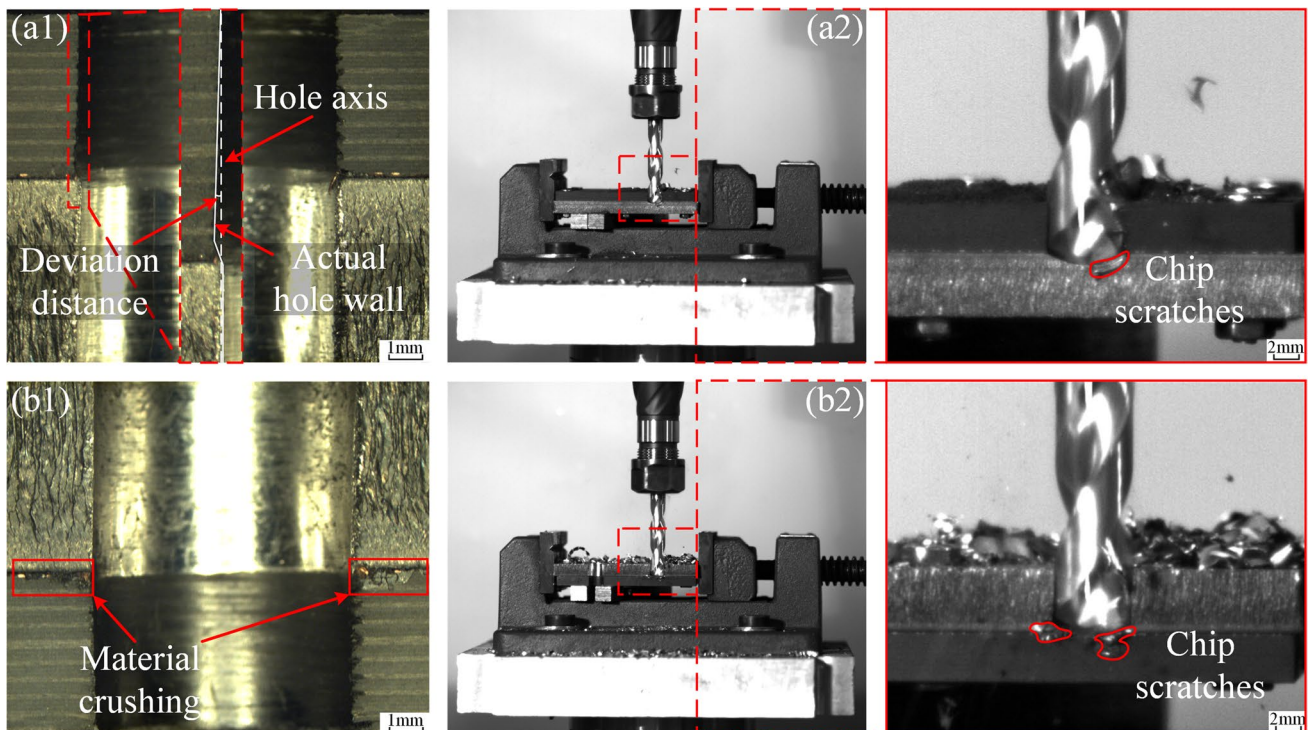 (a1)
Hole axis
Deviation
distance
Actual
hole wall
1mm
(a2)
Chip
scratches
2mm
(b1)
Material
crushing
1mm
(b2)
Chip
scratches
2mm